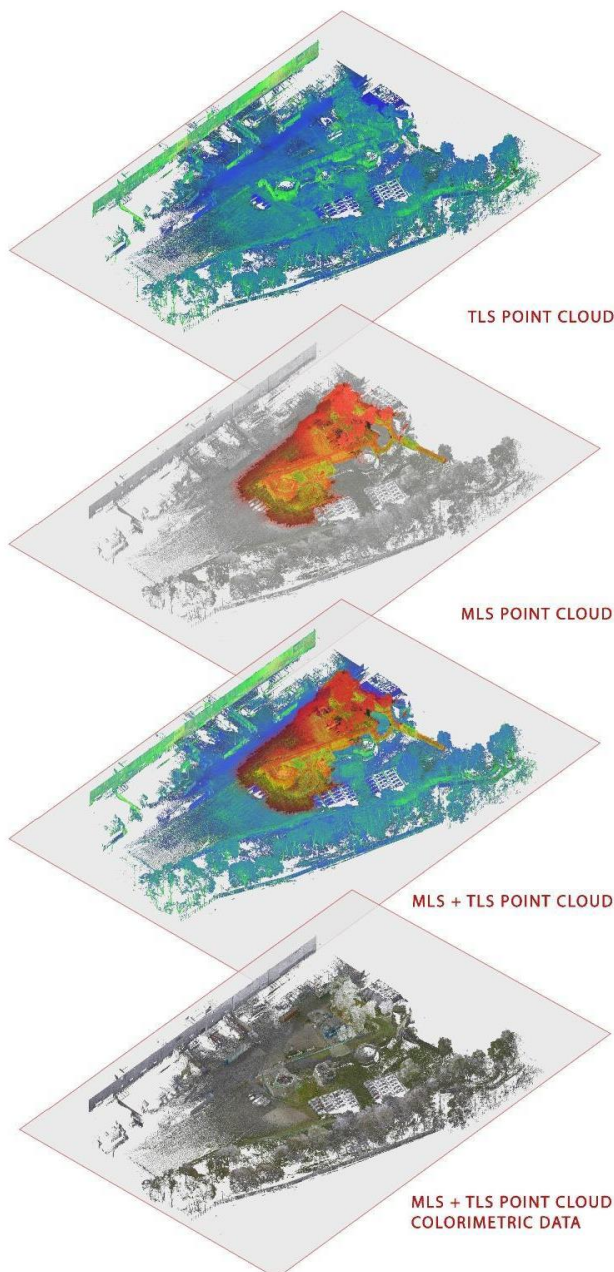 TLS POINT CLOUD
MLS POINT CLOUD
MLS + TLS POINT CLOUD
MLS + TLS POINT CLOUD
COLORIMETRIC DATA